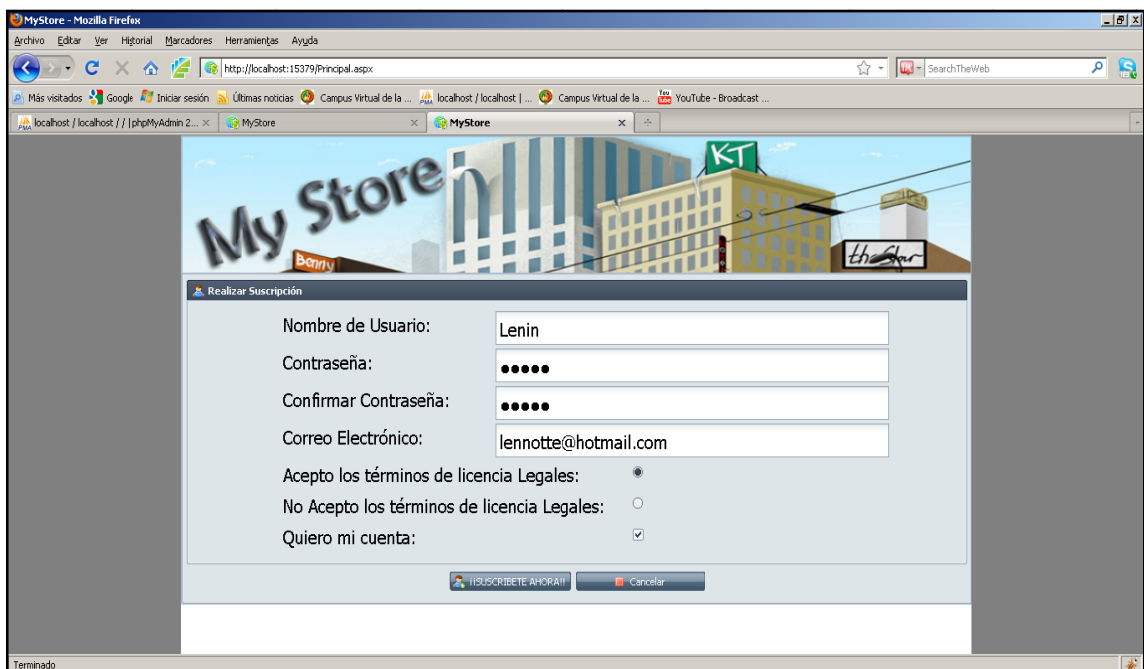 MyStore - Mozilla Firefox
Archivo Editar Ver Historial Marcadores Herramientas Ayuda
http://localhost:15379/Principal.aspx
SearchTheWeb
Más visitados Google Iniciar sesión Últimas noticias Campus Virtual de la ... localhost / localhost | ... Campus Virtual de la ... YouTube - Broadcast ...
localhost / localhost / / |phpMyAdmin 2... MyStore MyStore
My Store
KT
Benny
the Spur
Realizar Suscripción
Nombre de Usuario: Lenin
Contraseña: •••••
Confirmar Contraseña: •••••
Correo Electrónico: lennotte@hotmail.com
Acepto los términos de licencia Legales:
No Acepto los términos de licencia Legales:
Quiero mi cuenta:
¡¡SUSCRIBETE AHORA!! Cancelar
Terminado